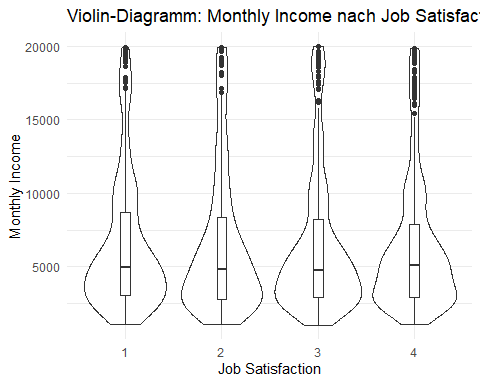 Violin-Diagramm: Monthly Income nach Job Satisfact
20000
15000
10000
5000
Monthly Income
1 2 3 4
Job Satisfaction